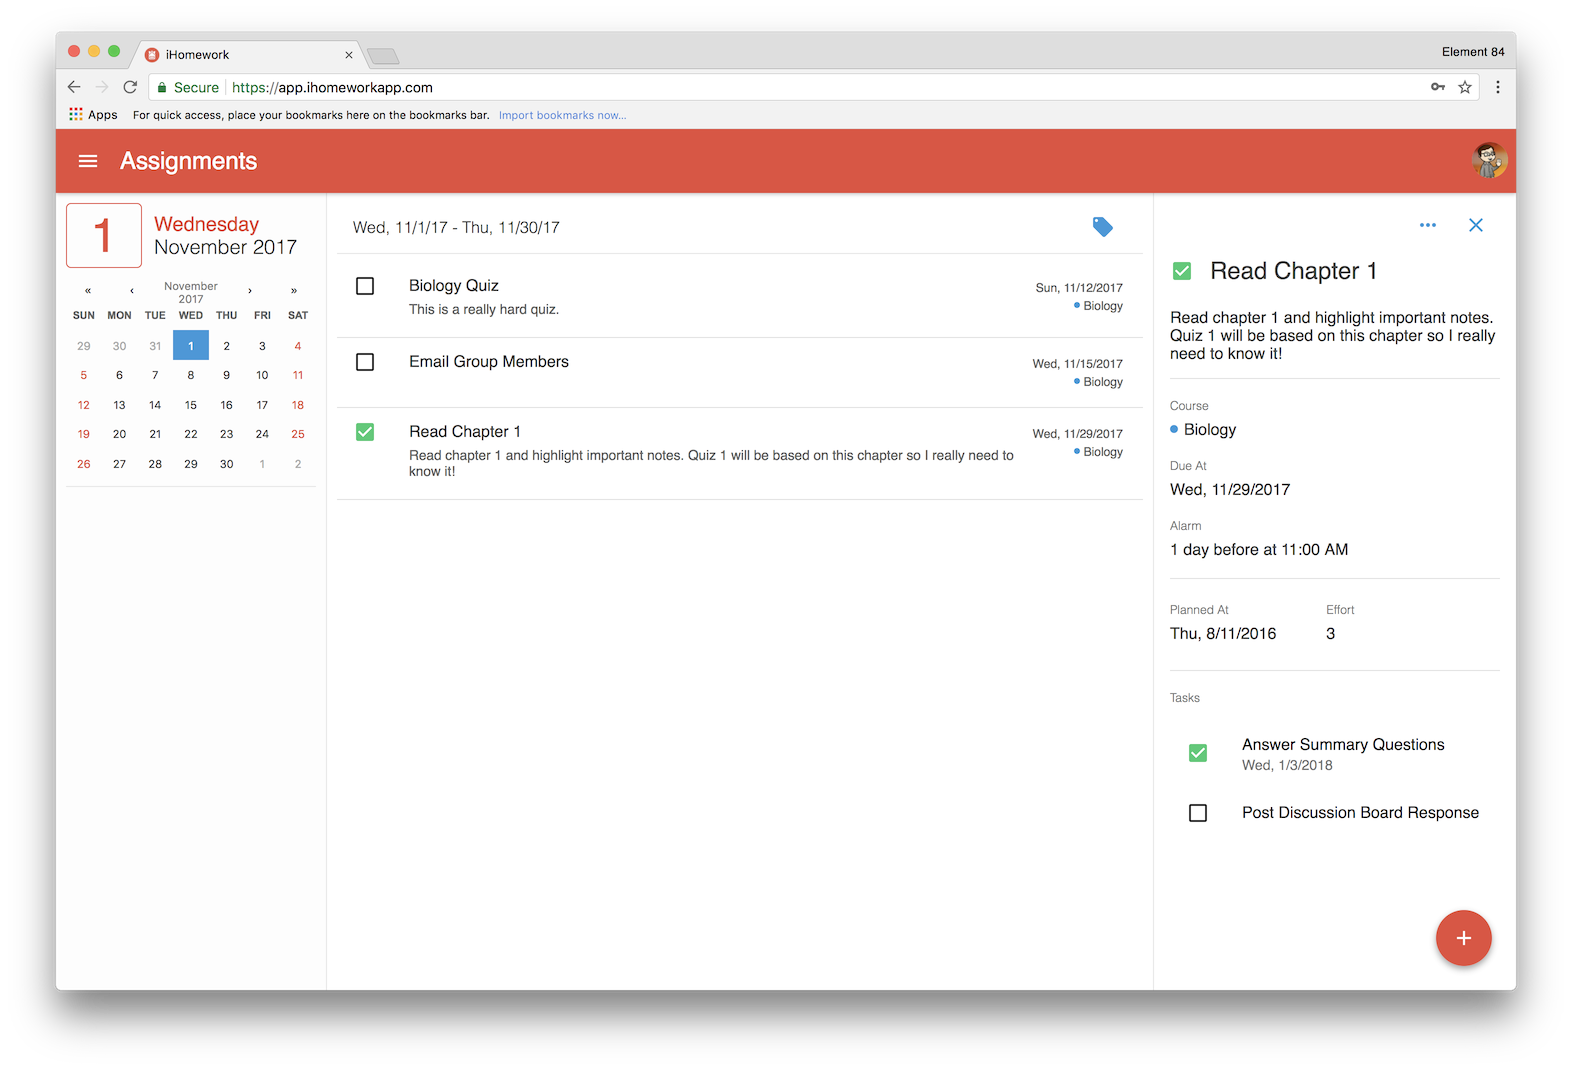 iHomework
Element 84
Secure
https://app.ihomeworkapp.com
Apps
For quick access, place your bookmarks here on the bookmarks bar.
Import bookmarks now...
Assignments
1
Wednesday
November 2017
« ‹ November › »
2017
SUN MON TUE WED THU FRI SAT
29 30 31 1 2 3 4
5 6 7 8 9 10 11
12 13 14 15 16 17 18
19 20 21 22 23 24 25
26 27 28 29 30 1 2
Wed, 11/1/17 - Thu, 11/30/17
Biology Quiz
This is a really hard quiz.
Sun, 11/12/2017
Biology
Email Group Members
Wed, 11/15/2017
Biology
Read Chapter 1
Read chapter 1 and highlight important notes. Quiz 1 will be based on this chapter so I really need to
know it!
Wed, 11/29/2017
Biology
Read Chapter 1
Read chapter 1 and highlight important notes.
Quiz 1 will be based on this chapter so I really
need to know it!
Course
Biology
Due At
Wed, 11/29/2017
Alarm
1 day before at 11:00 AM
Planned At
Thu, 8/11/2016
Effort
3
Tasks
Answer Summary Questions
Wed, 1/3/2018
Post Discussion Board Response